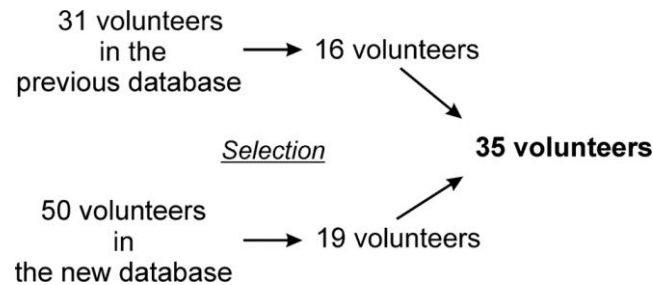 31 volunteers
in the
previous database
16 volunteers
Selection
35 volunteers
50 volunteers
in
the new database
19 volunteers